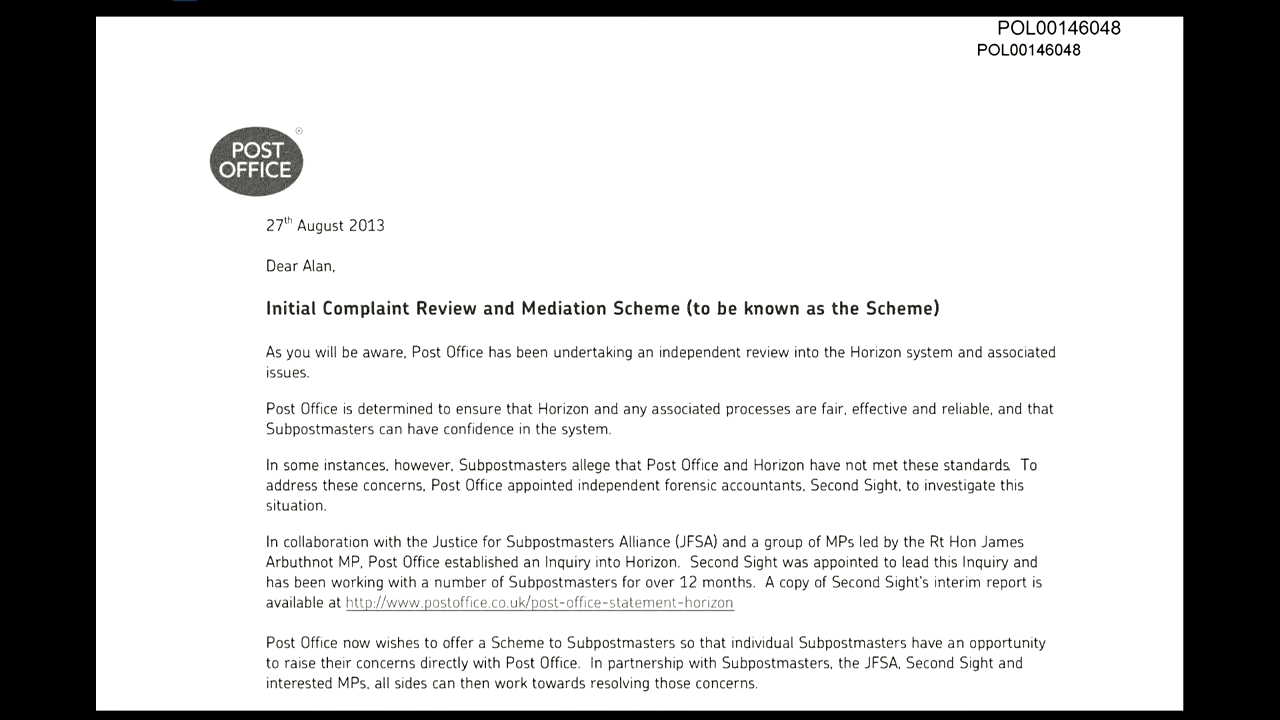 POL00146048
POL00146048
POST
OFFICE
®
27th August 2013
Dear Alan,
Initial Complaint Review and Mediation Scheme (to be known as the Scheme)
As you will be aware, Post Office has been undertaking an independent review into the Horizon system and associated
issues.
Post Office is determined to ensure that Horizon and any associated processes are fair, effective and reliable, and that
Subpostmasters can have confidence in the system.
In some instances, however, Subpostmasters allege that Post Office and Horizon have not met these standards. To
address these concerns, Post Office appointed independent forensic accountants, Second Sight, to investigate this
situation.
In collaboration with the Justice for Subpostmasters Alliance (JFSA) and a group of MPs led by the Rt Hon James
Arbuthnot MP, Post Office established an Inquiry into Horizon. Second Sight was appointed to lead this Inquiry and
has been working with a number of Subpostmasters for over 12 months. A copy of Second Sight's interim report is
available at http://www.postoffice.co.uk/post-office-statement-horizon
Post Office now wishes to offer a Scheme to Subpostmasters so that individual Subpostmasters have an opportunity
to raise their concerns directly with Post Office. In partnership with Subpostmasters, the JFSA, Second Sight and
interested MPs, all sides can then work towards resolving those concerns.